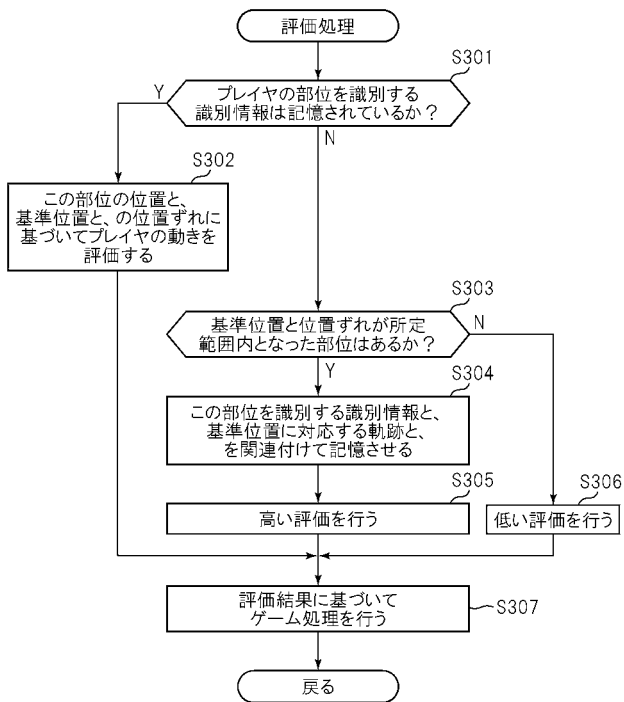 評価処理
S301
プレイヤの部位を識別する
識別情報は記憶されているか？
Y
N
S302
この部位の位置と、
基準位置と、の位置ずれに
基づいてプレイヤの動きを
評価する
S303
基準位置と位置ずれが所定
範囲内となった部位はあるか？
N
Y
S304
この部位を識別する識別情報と、
基準位置に対応する軌跡と、
を関連付けて記憶させる
S305
高い評価を行う
S306
低い評価を行う
評価結果に基づいて
ゲーム処理を行う
S307
戻る